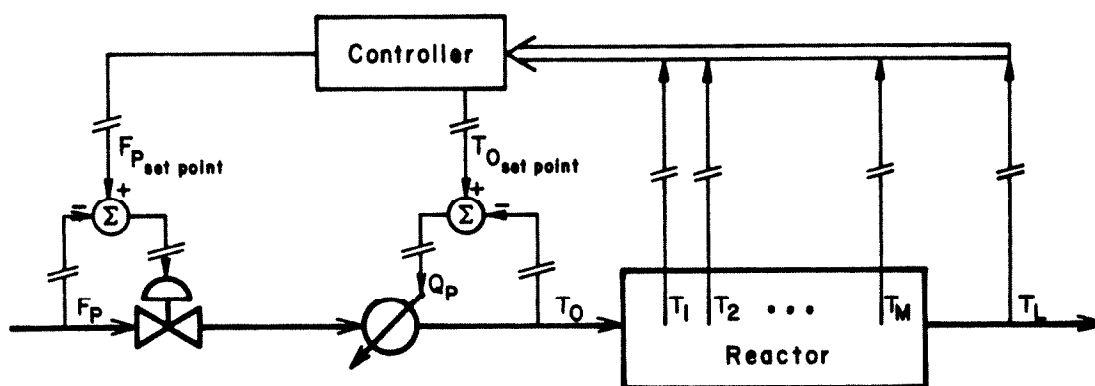 Controller
F_P set point
T_O set point
+
−
Σ
+
−
Σ
F_P
Q_P
T_O
T_1 T_2 ••• T_M
T_L
Reactor